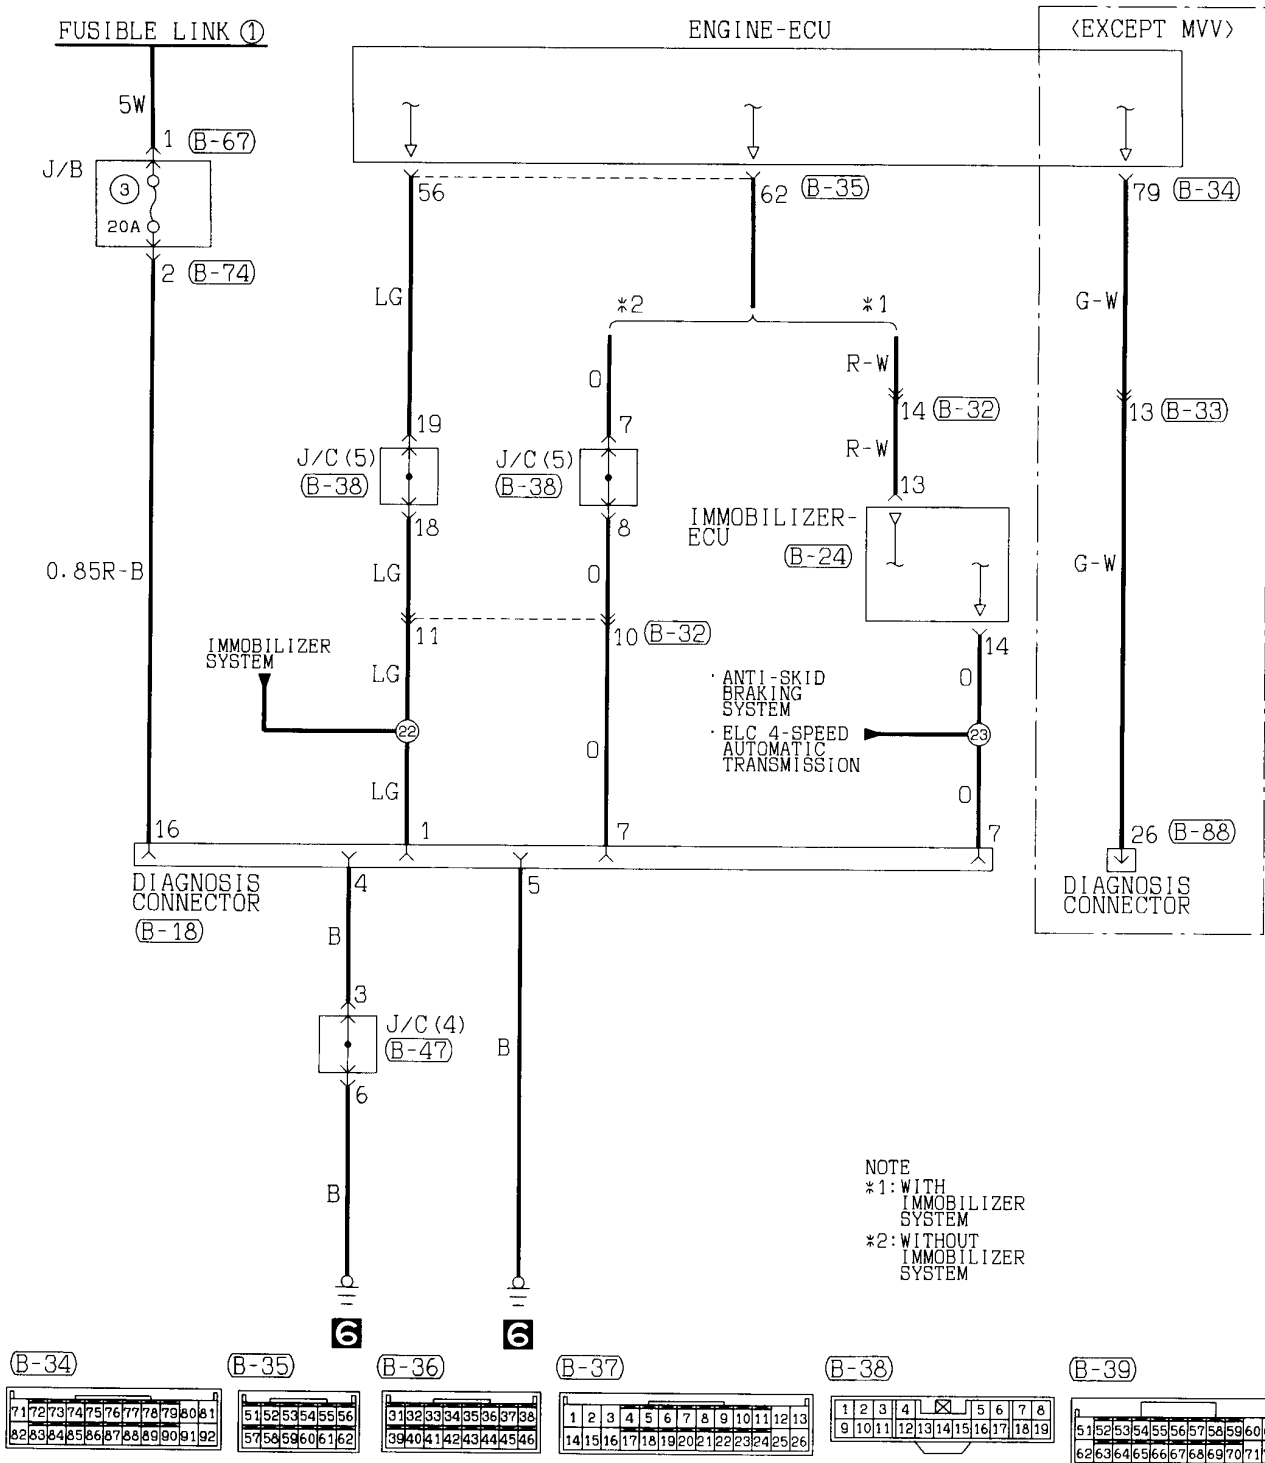 FUSIBLE LINK ①
ENGINE-ECU
<EXCEPT MVV>
5W
1 (B-67)
J/B
3
20A
2 (B-74)
56
62 (B-35)
79 (B-34)
LG
*2
*1
G-W
O
R-W
19
7
14 (B-32)
13 (B-33)
J/C(5)
(B-38)
J/C(5)
(B-38)
R-W
13
18
8
IMMOBILIZER-
ECU
(B-24)
0.85R-B
LG
O
G-W
11
10 (B-32)
14
IMMOBILIZER
SYSTEM
LG
O
· ANTI-SKID
BRAKING
SYSTEM
· ELC 4-SPEED
AUTOMATIC
TRANSMISSION
22
23
LG
O
O
16
1
7
7
26 (B-88)
DIAGNOSIS
CONNECTOR
(B-18)
4
5
DIAGNOSIS
CONNECTOR
B
3
J/C(4)
(B-47)
B
6
B
NOTE
*1: WITH
IMMOBILIZER
SYSTEM
*2: WITHOUT
IMMOBILIZER
SYSTEM
6
6
(B-34)
71 72 73 74 75 76 77 78 79 80 81
82 83 84 85 86 87 88 89 90 91 92
(B-35)
51 52 53 54 55 56
57 58 59 60 61 62
(B-36)
31 32 33 34 35 36 37 38
39 40 41 42 43 44 45 46
(B-37)
1 2 3 4 5 6 7 8 9 10 11 12 13
14 15 16 17 18 19 20 21 22 23 24 25 26
(B-38)
1 2 3 4 5 6 7 8
9 10 11 12 13 14 15 16 17 18 19
(B-39)
51 52 53 54 55 56 57 58 59 60
62 63 64 65 66 67 68 69 70 71